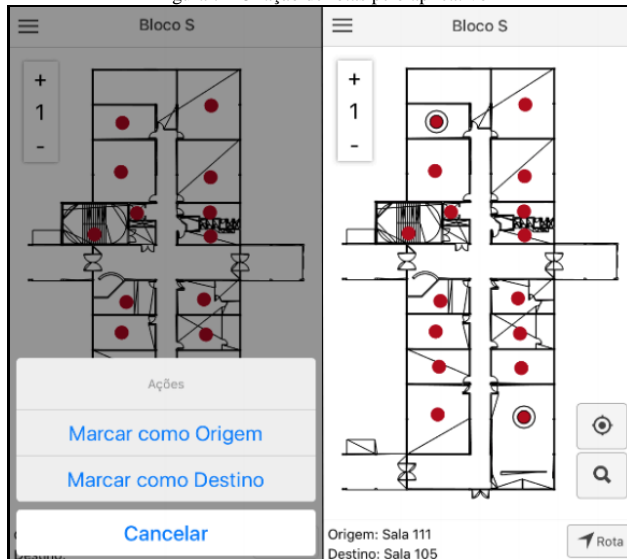 Bloco S
+
1
-
Ações
Marcar como Origem
Marcar como Destino
Cancelar
Bloco S
+
1
-
Origem: Sala 111
Destino: Sala 105
Rota